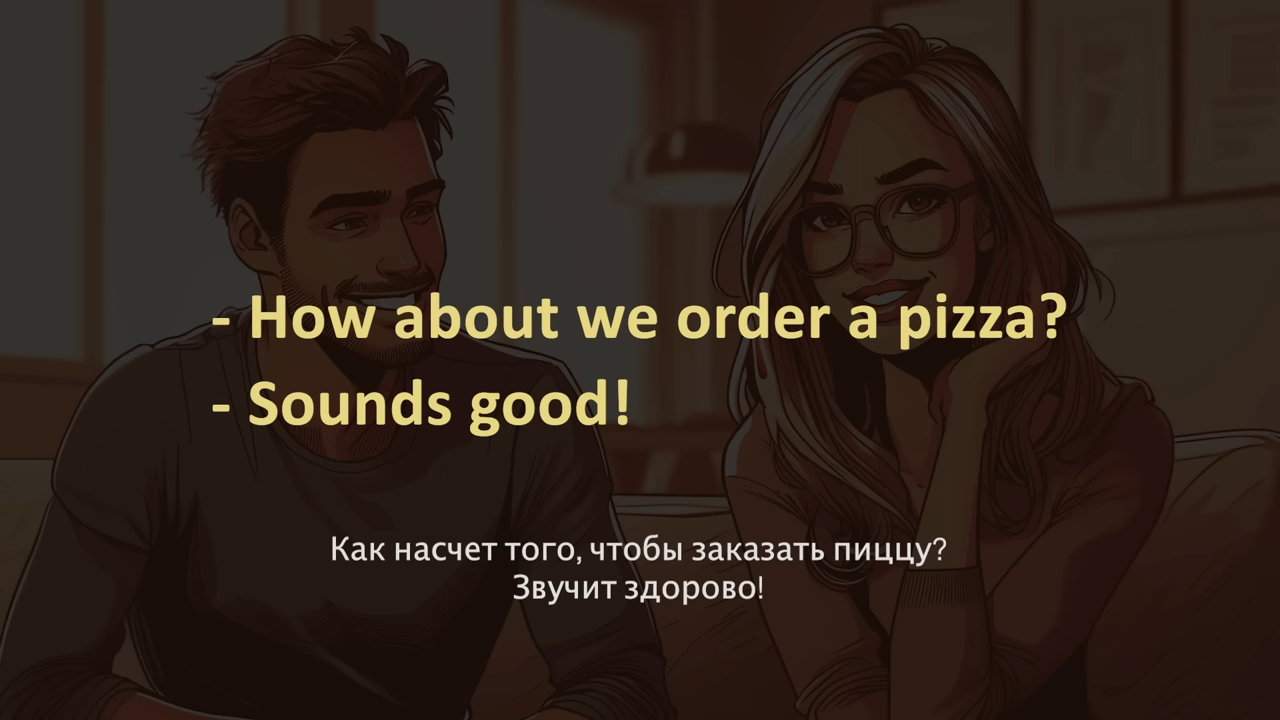 - How about we order a pizza?
- Sounds good!
Как насчет того, чтобы заказать пиццу?
Звучит здорово!